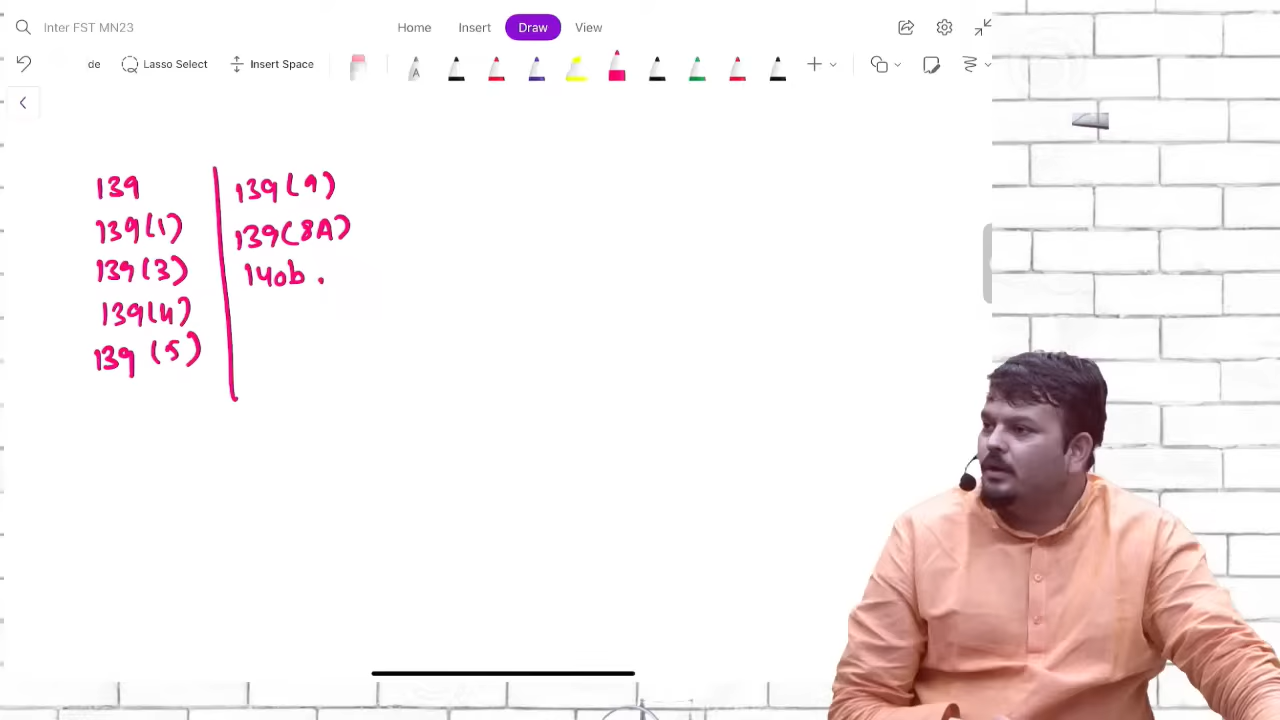 Inter FST MN23
Home Insert Draw View
de Lasso Select Insert Space
A
139
139(1)
139(3)
139(4)
139(5)
139(9)
139(8A)
140b.